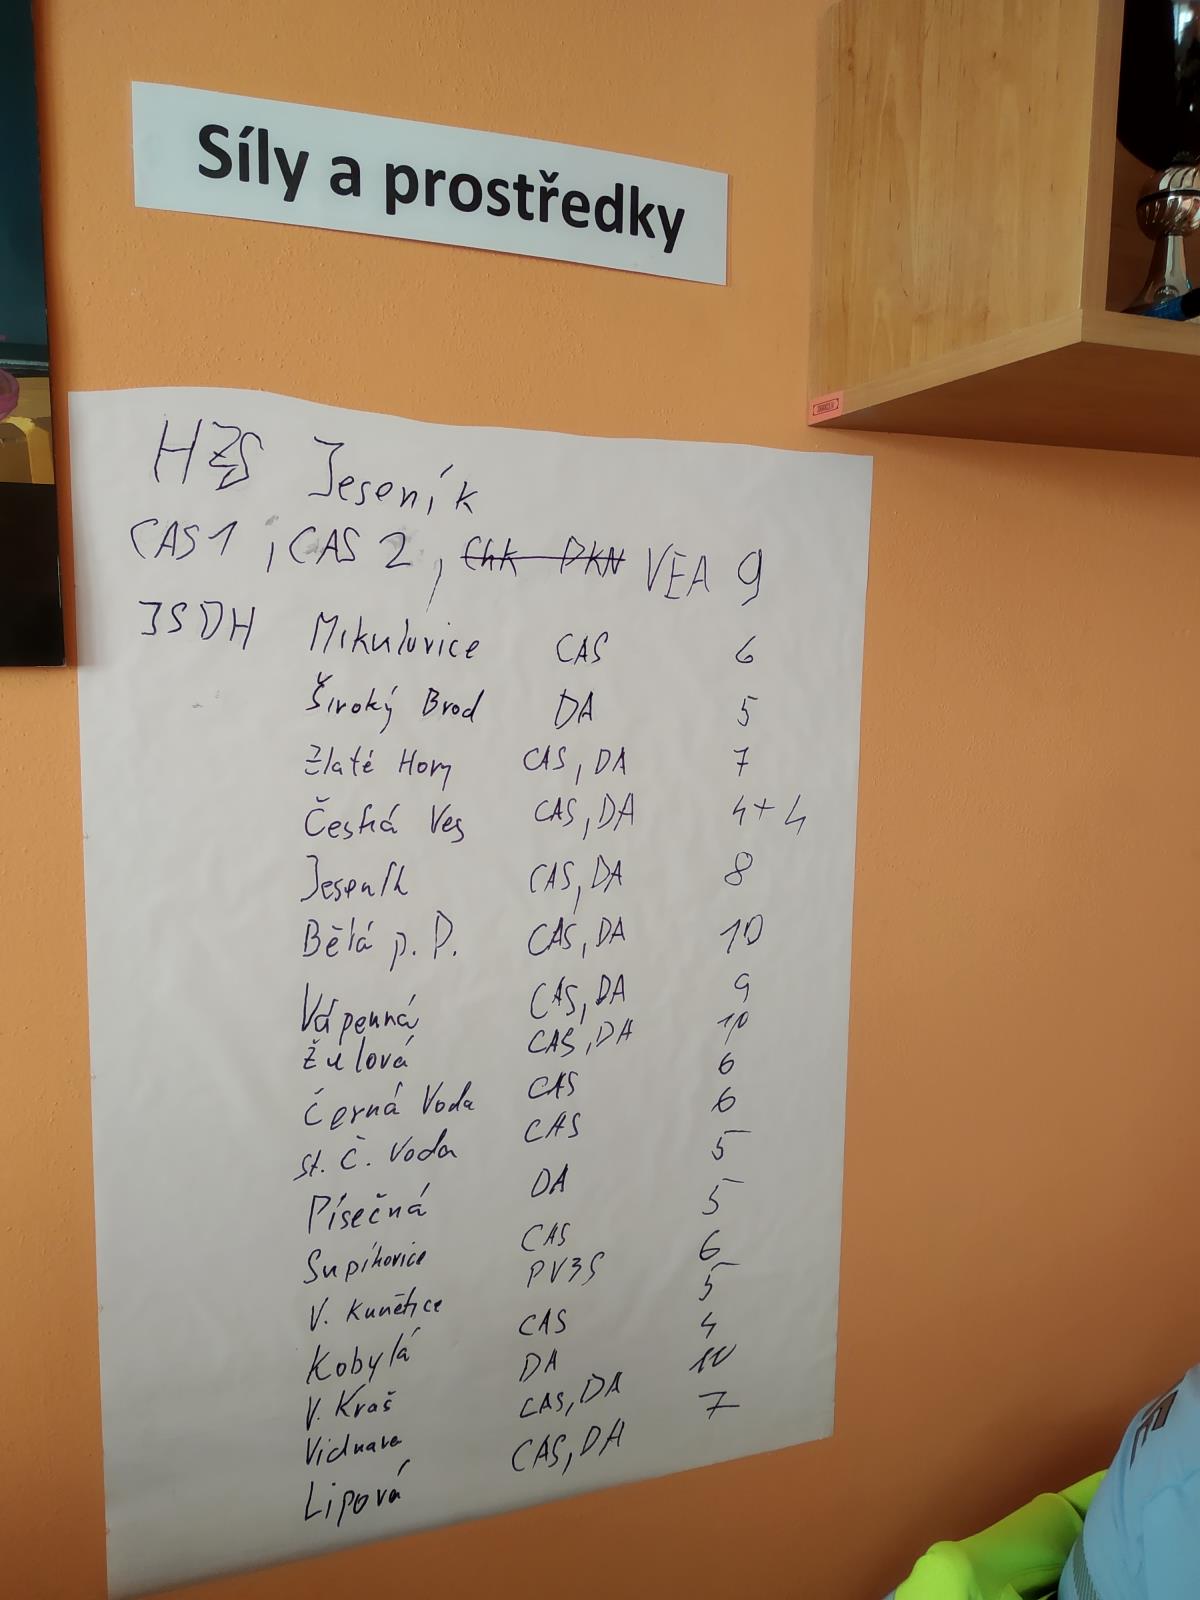 Síly a prostředky
HZS Jeseník
CAS 1, CAS 2, Chk DKN VEA 9
JSDH Mikulovice CAS 6
Široký Brod DA 5
Zlaté Hory CAS, DA 7
Česká Ves CAS, DA 4+4
Jeseník CAS, DA 8
Bělá p. P. CAS, DA 10
Vápenná CAS, DA 9
Žulová CAS, DA 10
Černá Voda CAS 6
St. Č. Voda CAS 6
Písečná DA 5
Supíkovice CAS 5
V. Kunětice PV3S 6
Kobylá CAS 5
V. Kraš DA 4
Vidnava CAS, DA 10
Lipová CAS, DA 7